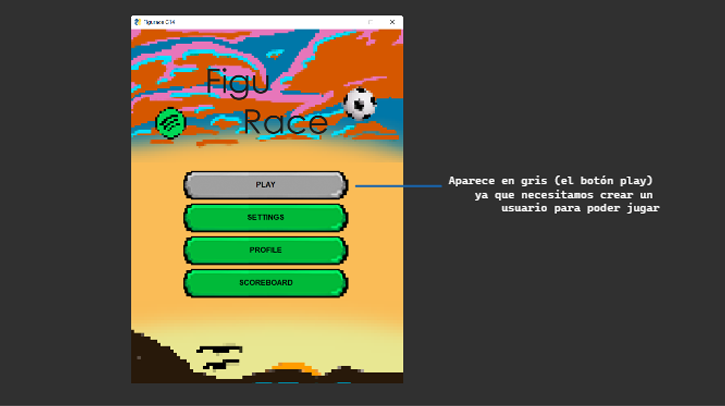 Figurace G14
Figu
Race
PLAY
Aparece en gris (el botón play)
ya que necesitamos crear un
usuario para poder jugar
SETTINGS
PROFILE
SCOREBOARD